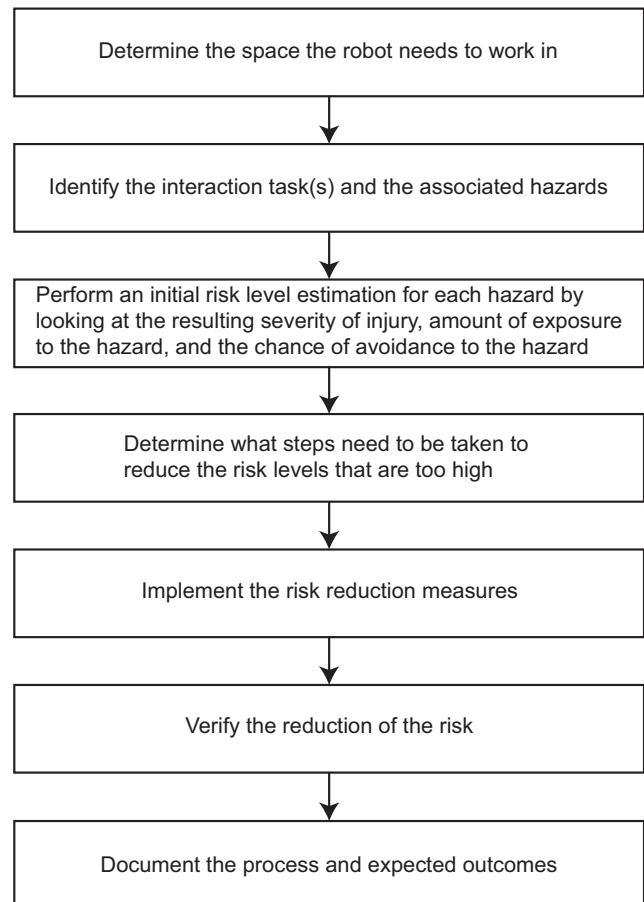 Determine the space the robot needs to work in
Identify the interaction task(s) and the associated hazards
Perform an initial risk level estimation for each hazard by
looking at the resulting severity of injury, amount of exposure
to the hazard, and the chance of avoidance to the hazard
Determine what steps need to be taken to
reduce the risk levels that are too high
Implement the risk reduction measures
Verify the reduction of the risk
Document the process and expected outcomes